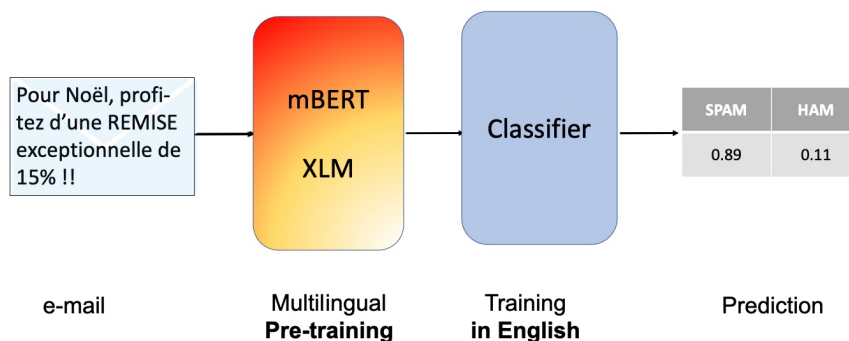 Pour Noël, profi-
tez d’une REMISE
exceptionnelle de
15% !!
mBERT
XLM
Classifier
SPAM HAM
0.89 0.11
e-mail
Multilingual
Pre-training
Training
in English
Prediction